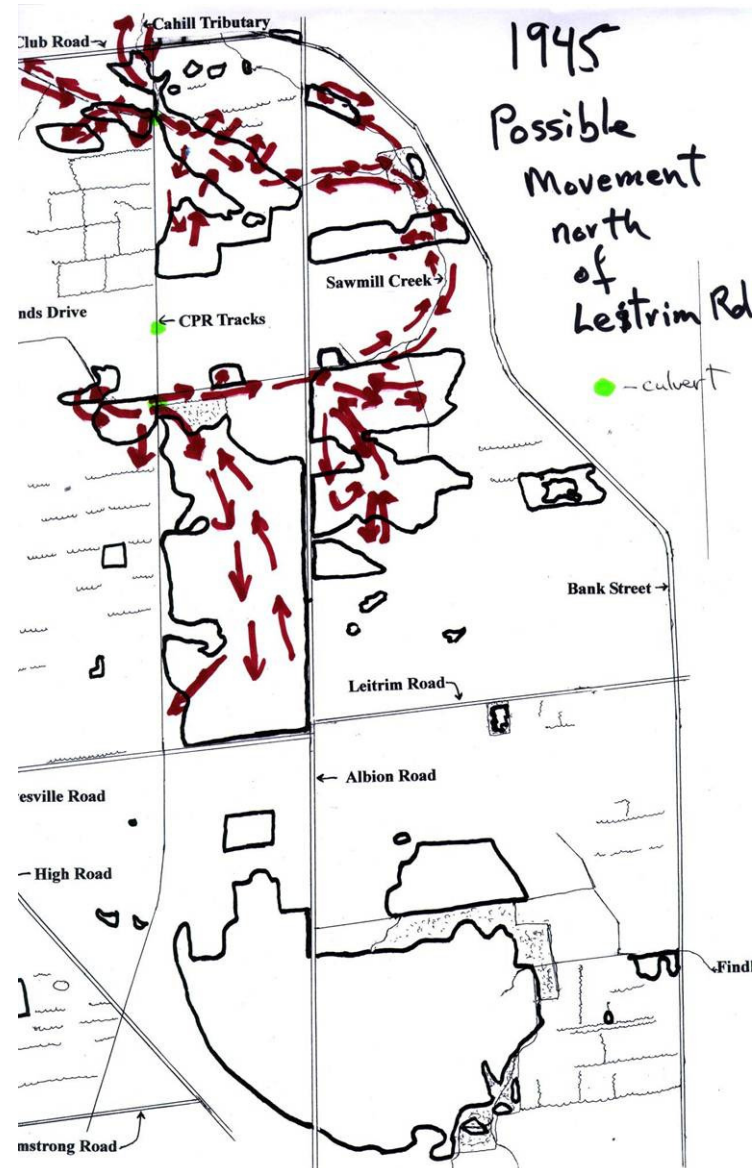 Cahill Tributary
Club Road
1945
Possible
Movement
north
of
Leitrim Rd
Sawmill Creek
nds Drive
CPR Tracks
- culvert
Bank Street
Leitrim Road
Albion Road
esville Road
High Road
Findl
mstrong Road